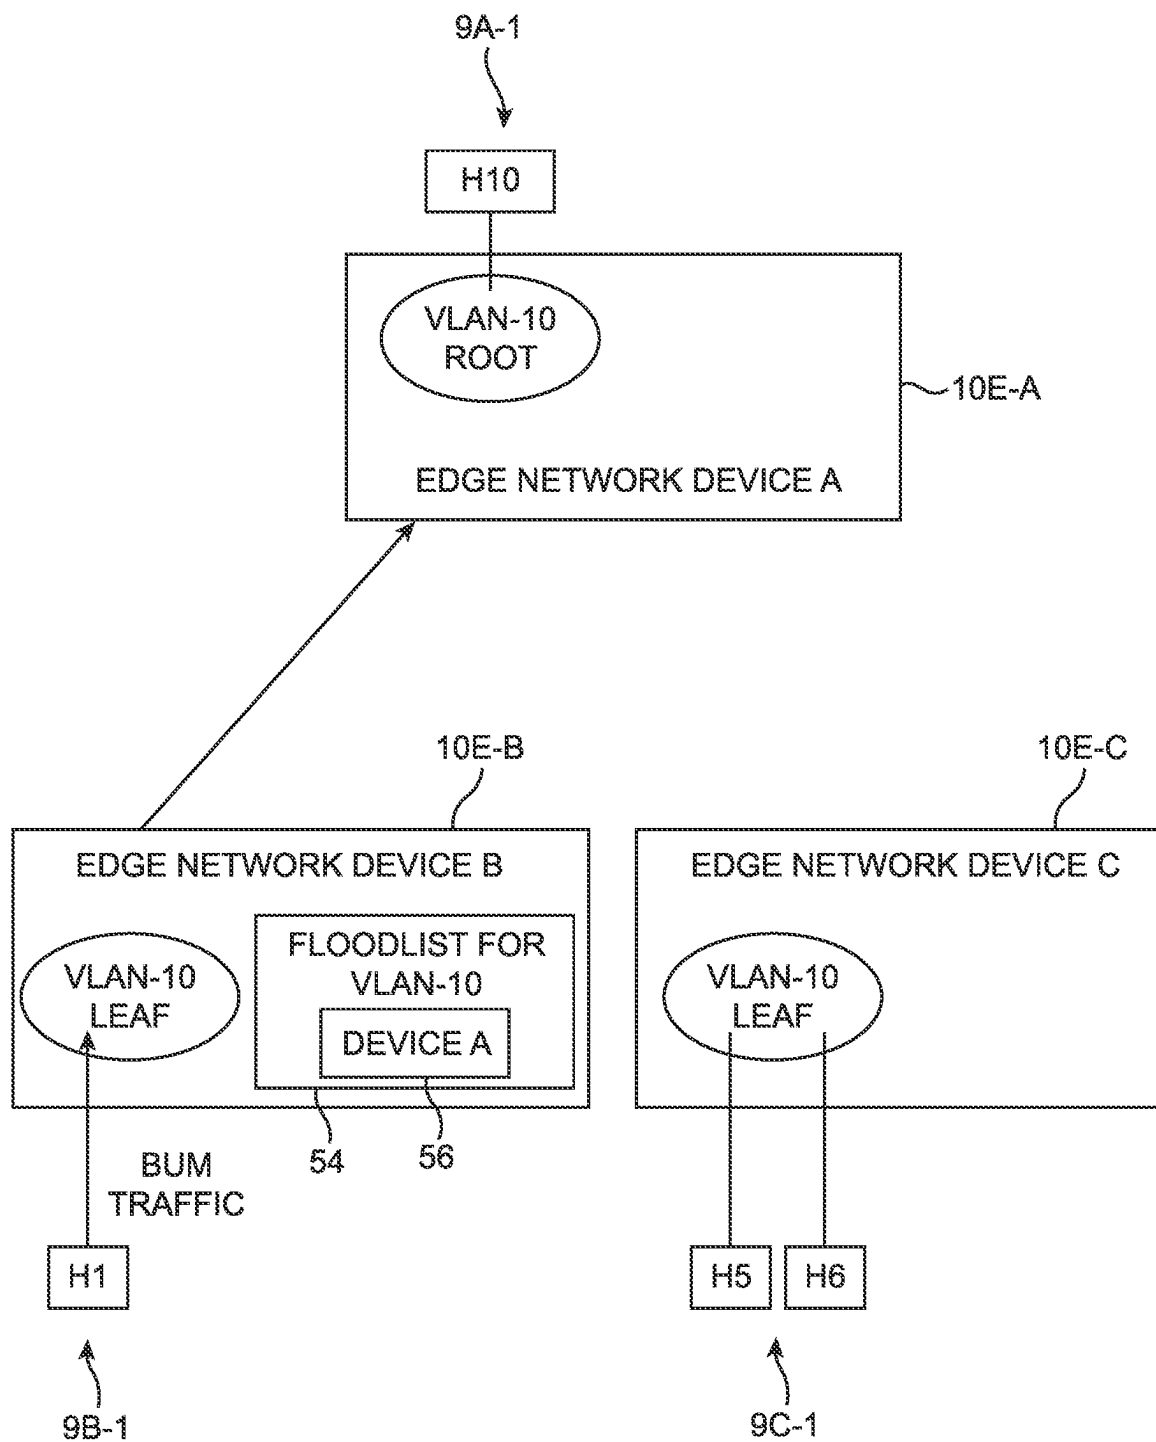 9A-1
H10
VLAN-10
ROOT
10E-A
EDGE NETWORK DEVICE A
10E-B
10E-C
EDGE NETWORK DEVICE B
EDGE NETWORK DEVICE C
VLAN-10
LEAF
FLOODLIST FOR
VLAN-10
DEVICE A
VLAN-10
LEAF
54
56
BUM
TRAFFIC
H1
H5
H6
9B-1
9C-1